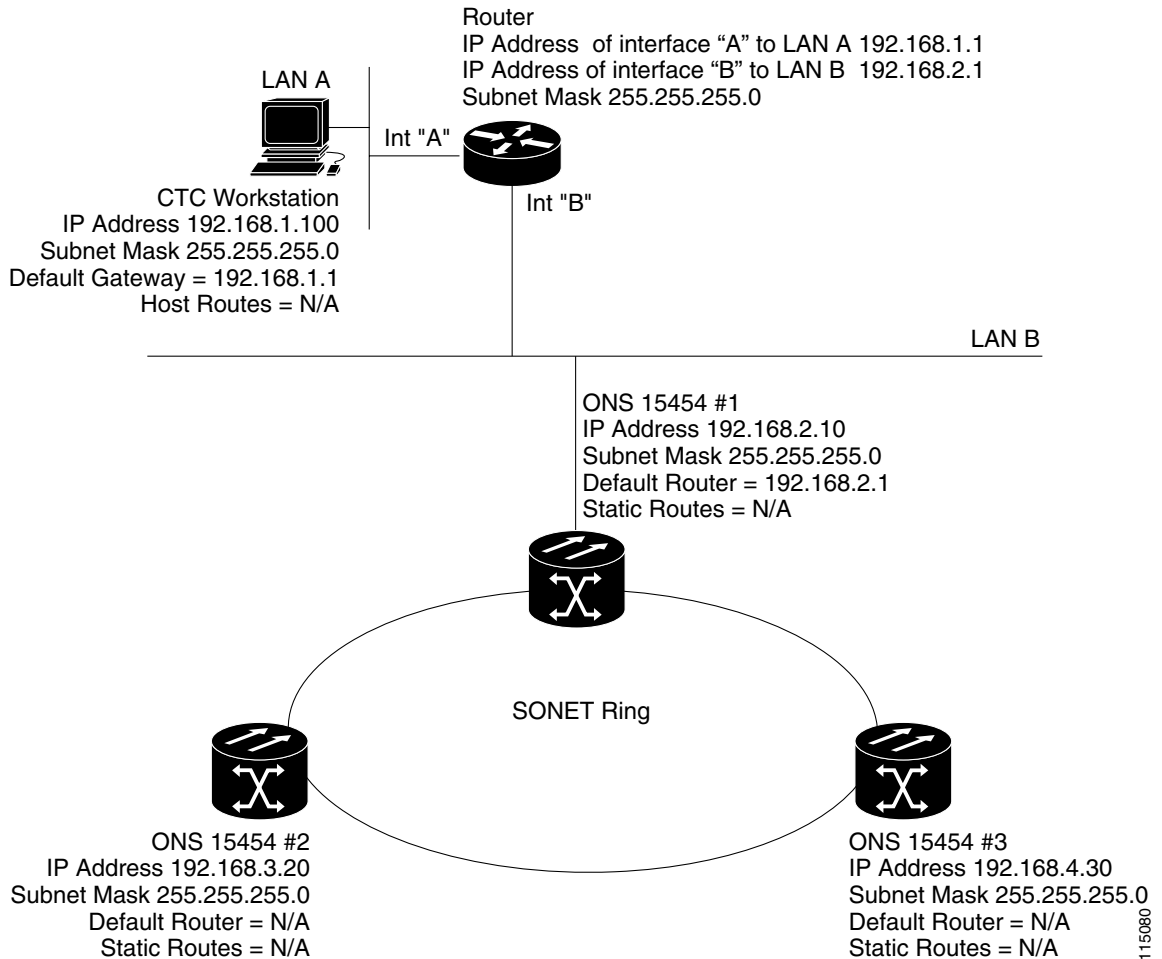 Router
IP Address of interface “A” to LAN A 192.168.1.1
IP Address of interface “B” to LAN B 192.168.2.1
Subnet Mask 255.255.255.0
LAN A
Int "A"
Int "B"
CTC Workstation
IP Address 192.168.1.100
Subnet Mask 255.255.255.0
Default Gateway = 192.168.1.1
Host Routes = N/A
LAN B
ONS 15454 #1
IP Address 192.168.2.10
Subnet Mask 255.255.255.0
Default Router = 192.168.2.1
Static Routes = N/A
SONET Ring
ONS 15454 #2
IP Address 192.168.3.20
Subnet Mask 255.255.255.0
Default Router = N/A
Static Routes = N/A
ONS 15454 #3
IP Address 192.168.4.30
Subnet Mask 255.255.255.0
Default Router = N/A
Static Routes = N/A
115080